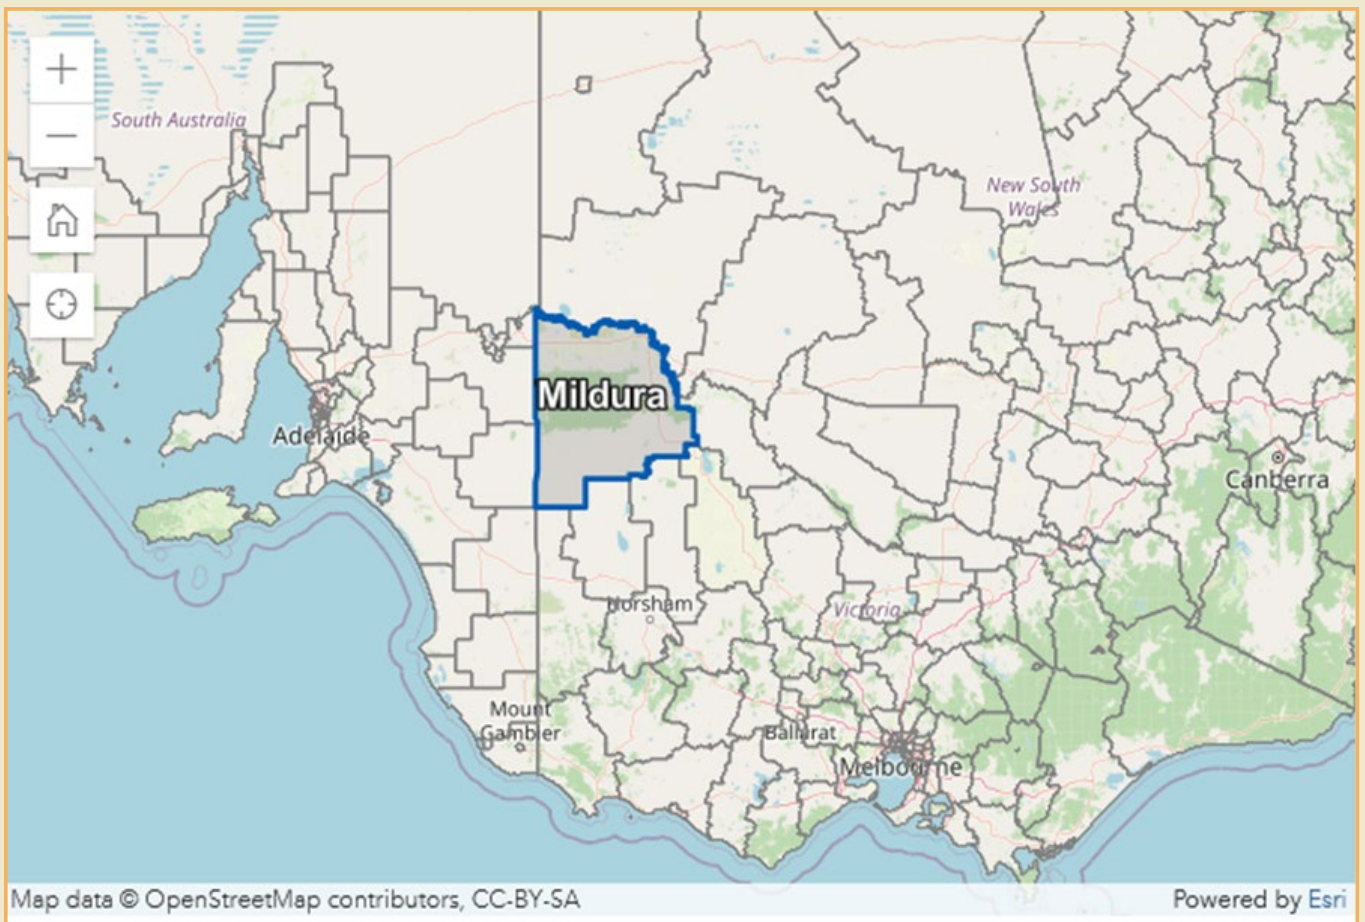 +
−
South Australia
New South
Wales
Mildura
Adelaide
Canberra
Horsham
Victoria
Mount
Gambier
Ballarat
Melbourne
Map data © OpenStreetMap contributors, CC-BY-SA
Powered by Esri